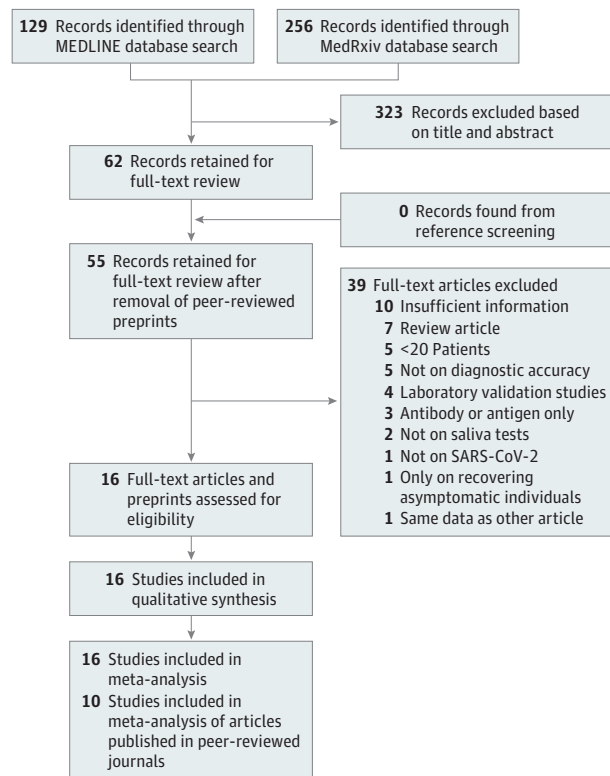 129 Records identified through
MEDLINE database search
256 Records identified through
MedRxiv database search
323 Records excluded based
on title and abstract
62 Records retained for
full-text review
0 Records found from
reference screening
55 Records retained for
full-text review after
removal of peer-reviewed
preprints
39 Full-text articles excluded
10 Insufficient information
7 Review article
5 <20 Patients
5 Not on diagnostic accuracy
4 Laboratory validation studies
3 Antibody or antigen only
2 Not on saliva tests
1 Not on SARS-CoV-2
1 Only on recovering
asymptomatic individuals
1 Same data as other article
16 Full-text articles and
preprints assessed for
eligibility
16 Studies included in
qualitative synthesis
16 Studies included in
meta-analysis
10 Studies included in
meta-analysis of articles
published in peer-reviewed
journals